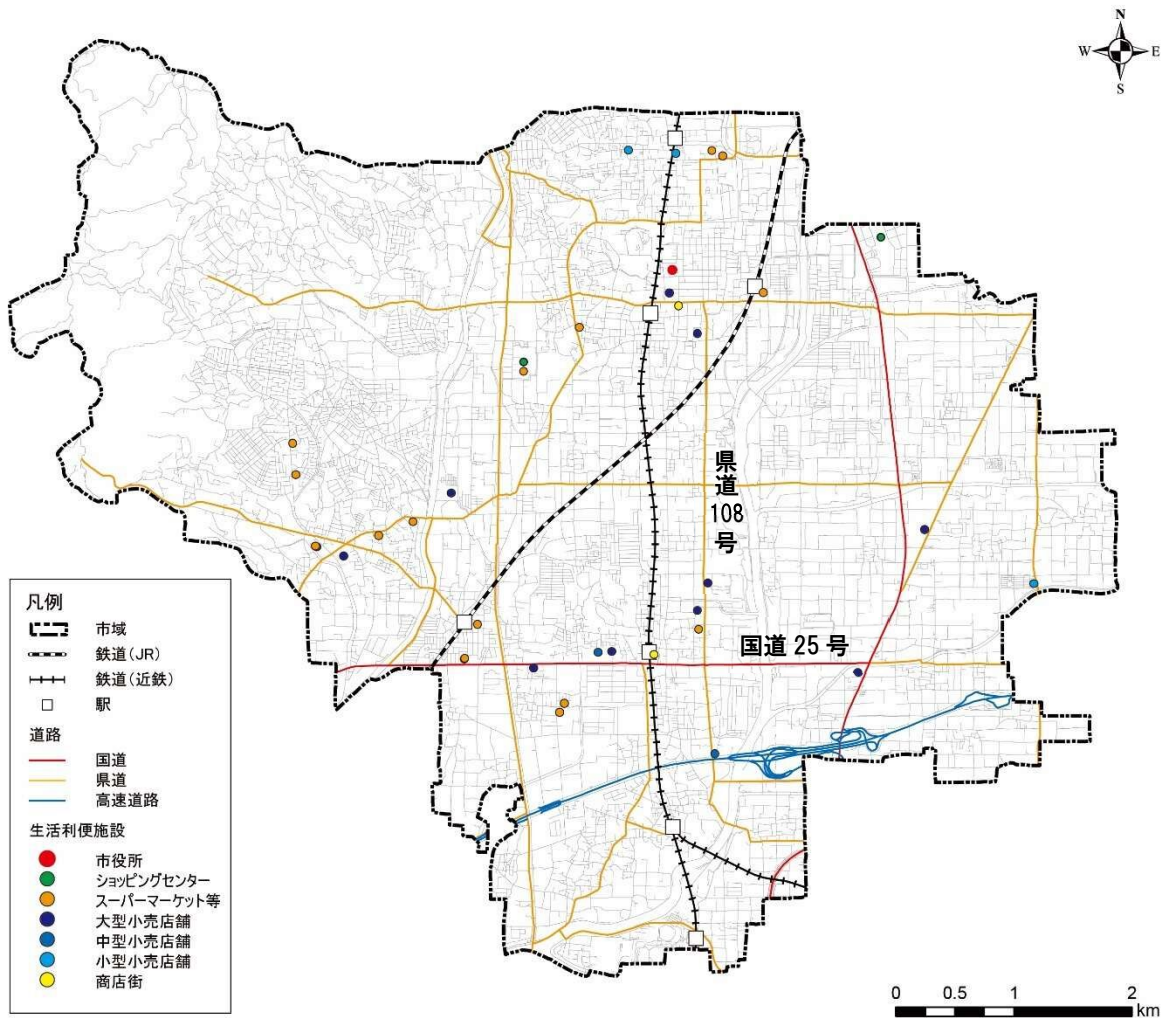 N
W
E
S
県道
108
号
国道 25 号
凡例
市域
鉄道(JR)
鉄道(近鉄)
駅
道路
国道
県道
高速道路
生活利便施設
市役所
ショッピングセンター
スーパーマーケット等
大型小売店舗
中型小売店舗
小型小売店舗
商店街
0 0.5 1 2
km